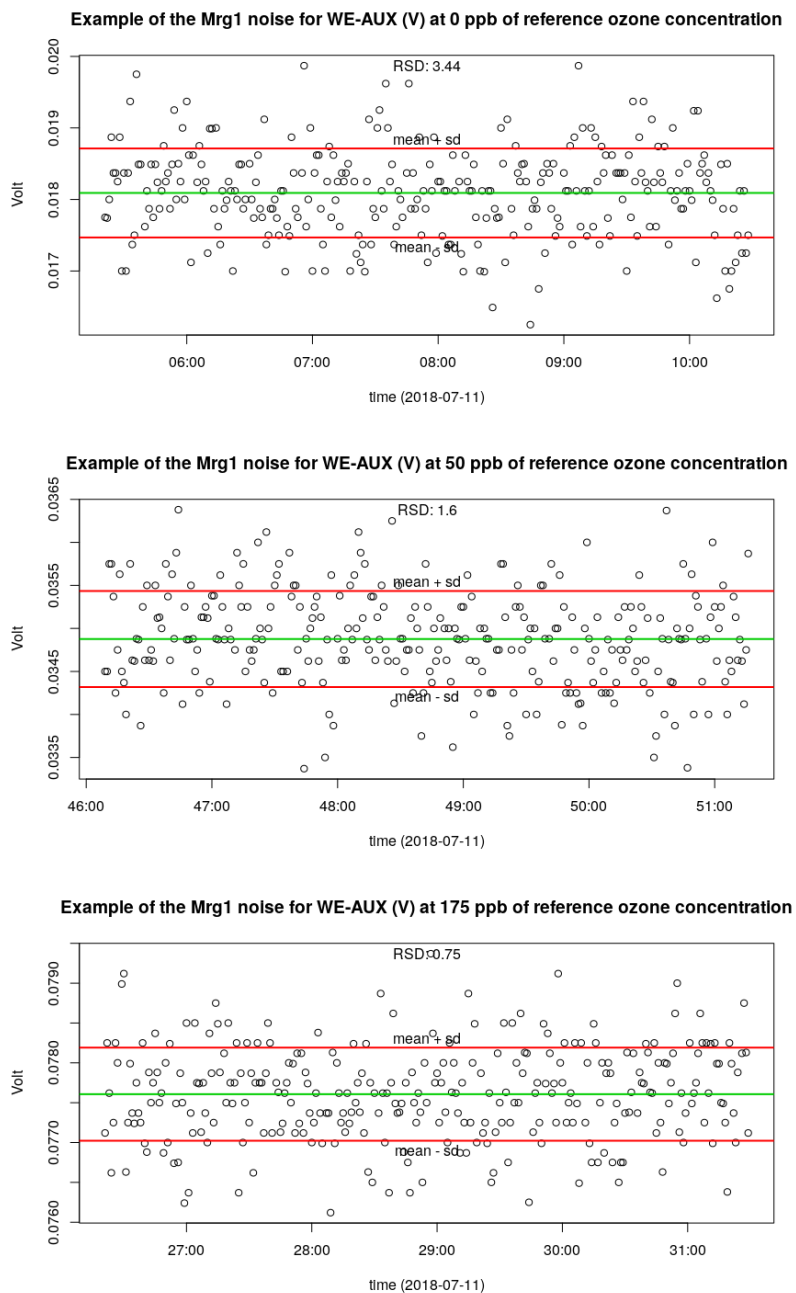 Example of the Mrg1 noise for WE-AUX (V) at 0 ppb of reference ozone concentration
RSD: 3.44
mean + sd
mean - sd
Volt
0.020
0.019
0.018
0.017
06:00 07:00 08:00 09:00 10:00
time (2018-07-11)
Example of the Mrg1 noise for WE-AUX (V) at 50 ppb of reference ozone concentration
RSD: 1.6
mean + sd
mean - sd
Volt
0.0365
0.0355
0.0345
0.0335
46:00 47:00 48:00 49:00 50:00 51:00
time (2018-07-11)
Example of the Mrg1 noise for WE-AUX (V) at 175 ppb of reference ozone concentration
RSD: 0.75
mean + sd
mean - sd
Volt
0.0790
0.0780
0.0770
0.0760
27:00 28:00 29:00 30:00 31:00
time (2018-07-11)